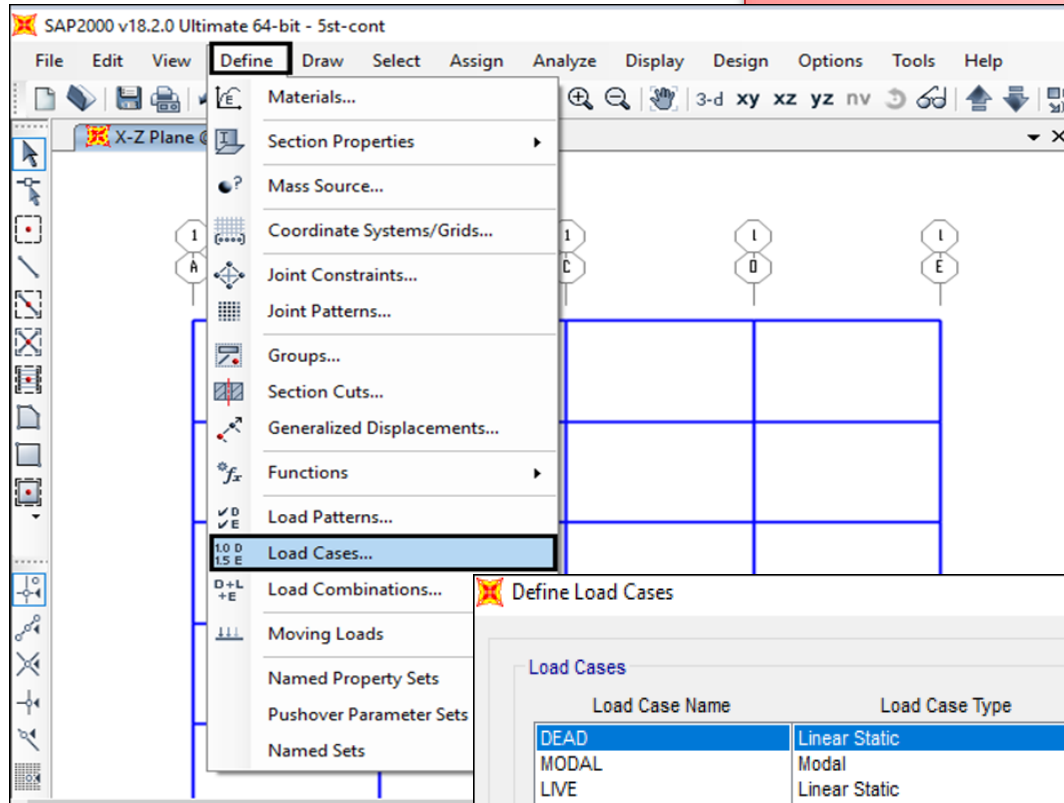 SAP2000 v18.2.0 Ultimate 64-bit - 5st-cont
File Edit View Define Draw Select Assign Analyze Display Design Options Tools Help
3-d xy xz yz nv
X-Z Plane @
Materials...
Section Properties
Mass Source...
Coordinate Systems/Grids...
Joint Constraints...
Joint Patterns...
Groups...
Section Cuts...
Generalized Displacements...
Functions
Load Patterns...
Load Cases...
Load Combinations...
Moving Loads
Named Property Sets
Pushover Parameter Sets
Named Sets
1 1 1 1
A C D E
Define Load Cases
Load Cases
Load Case Name Load Case Type
DEAD Linear Static
MODAL Modal
LIVE Linear Static